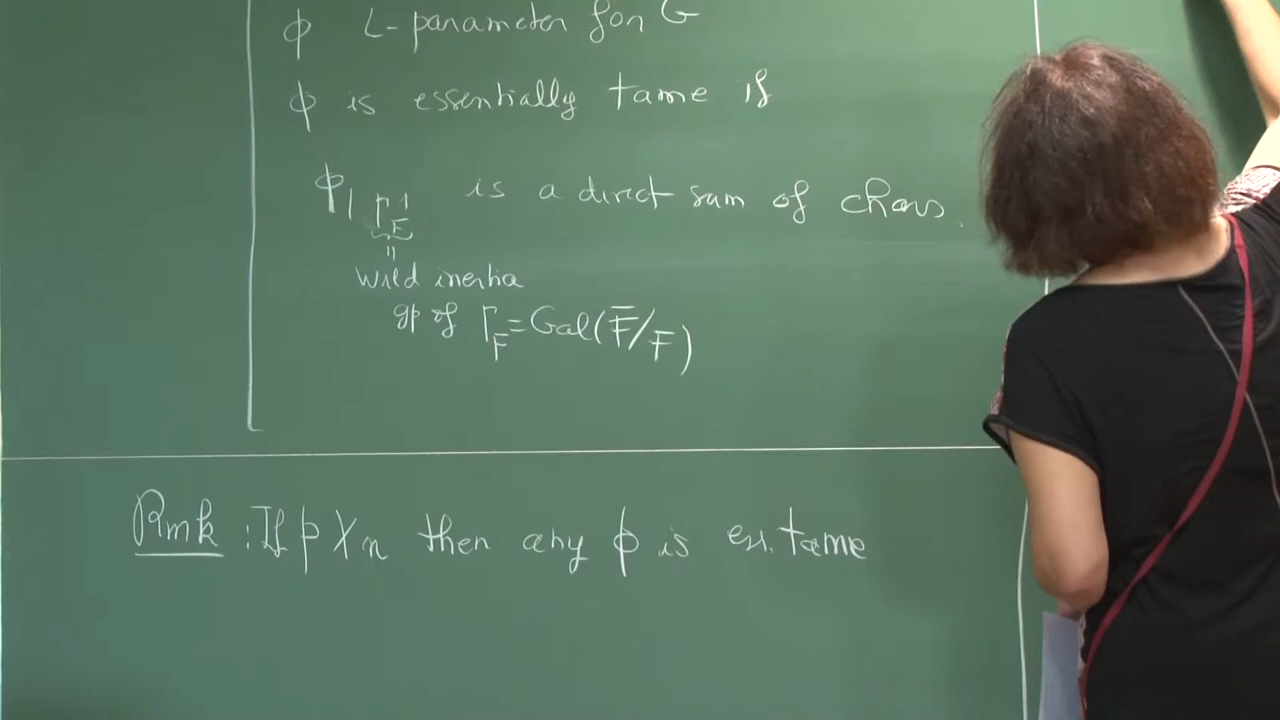 φ L-parameter for G
φ is essentially tame if
φ|_{P_F} is a direct sum of chars.
"
wild inertia
gp of Γ_F = Gal(F̄/F)
Rmk : If p ∤ n then any φ is ess. tame